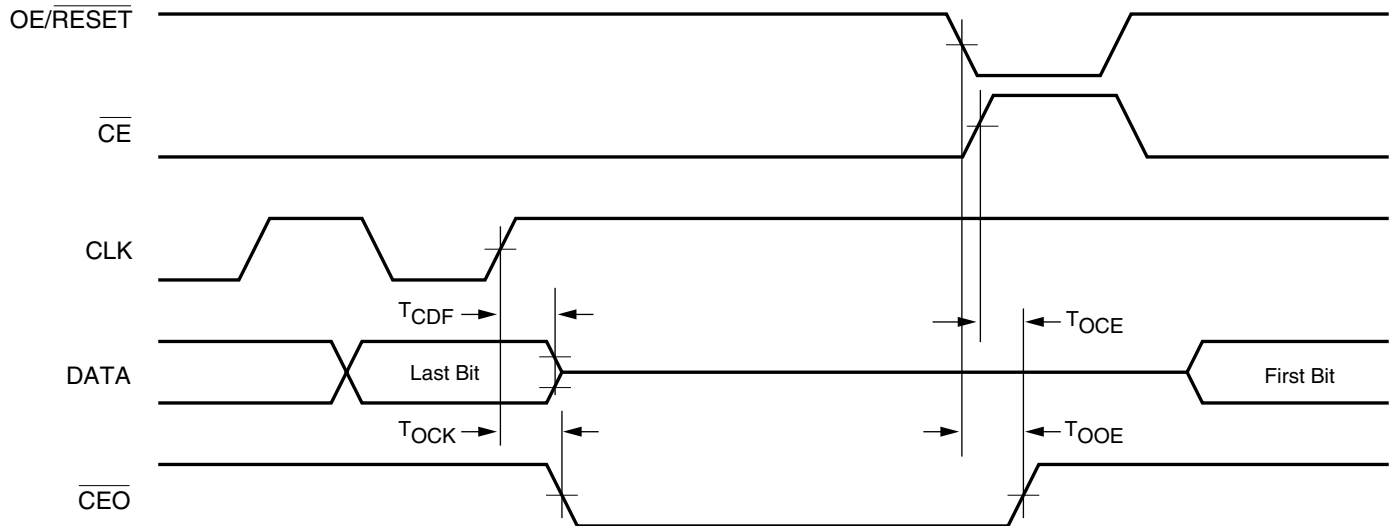 OE/RESET
CE
CLK
TCDF
TOCE
DATA
Last Bit
First Bit
TOCK
TOOE
CEO